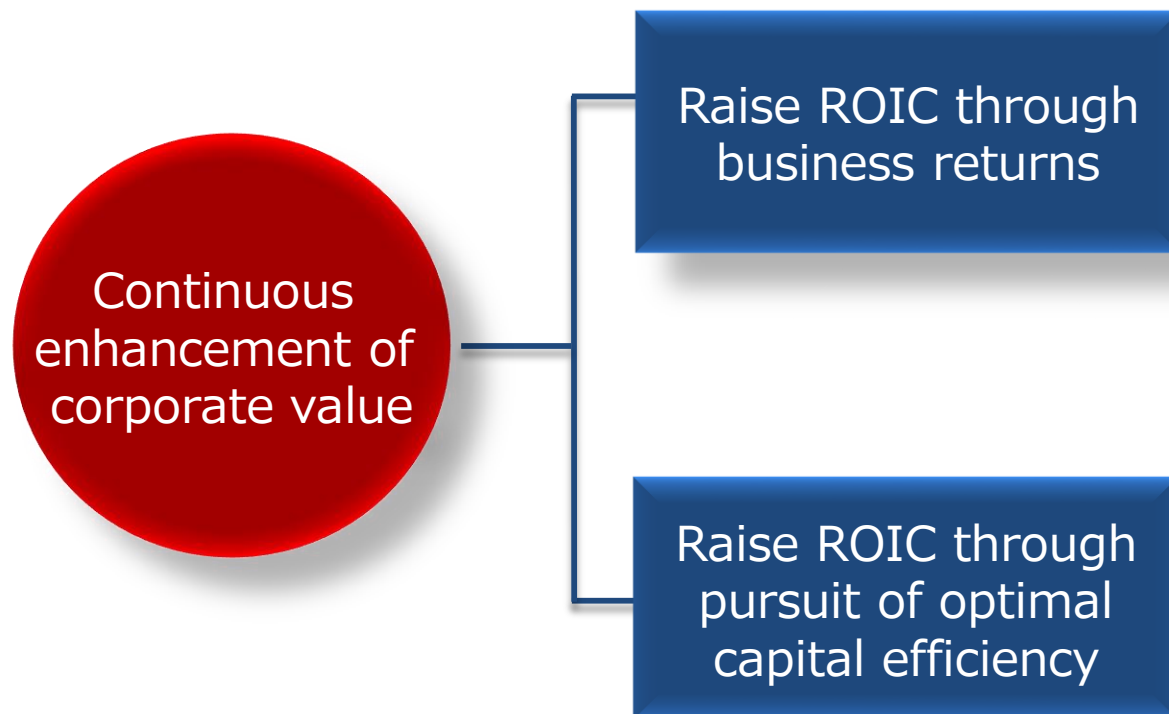 Raise ROIC through
business returns
Continuous
enhancement of
corporate value
Raise ROIC through
pursuit of optimal
capital efficiency